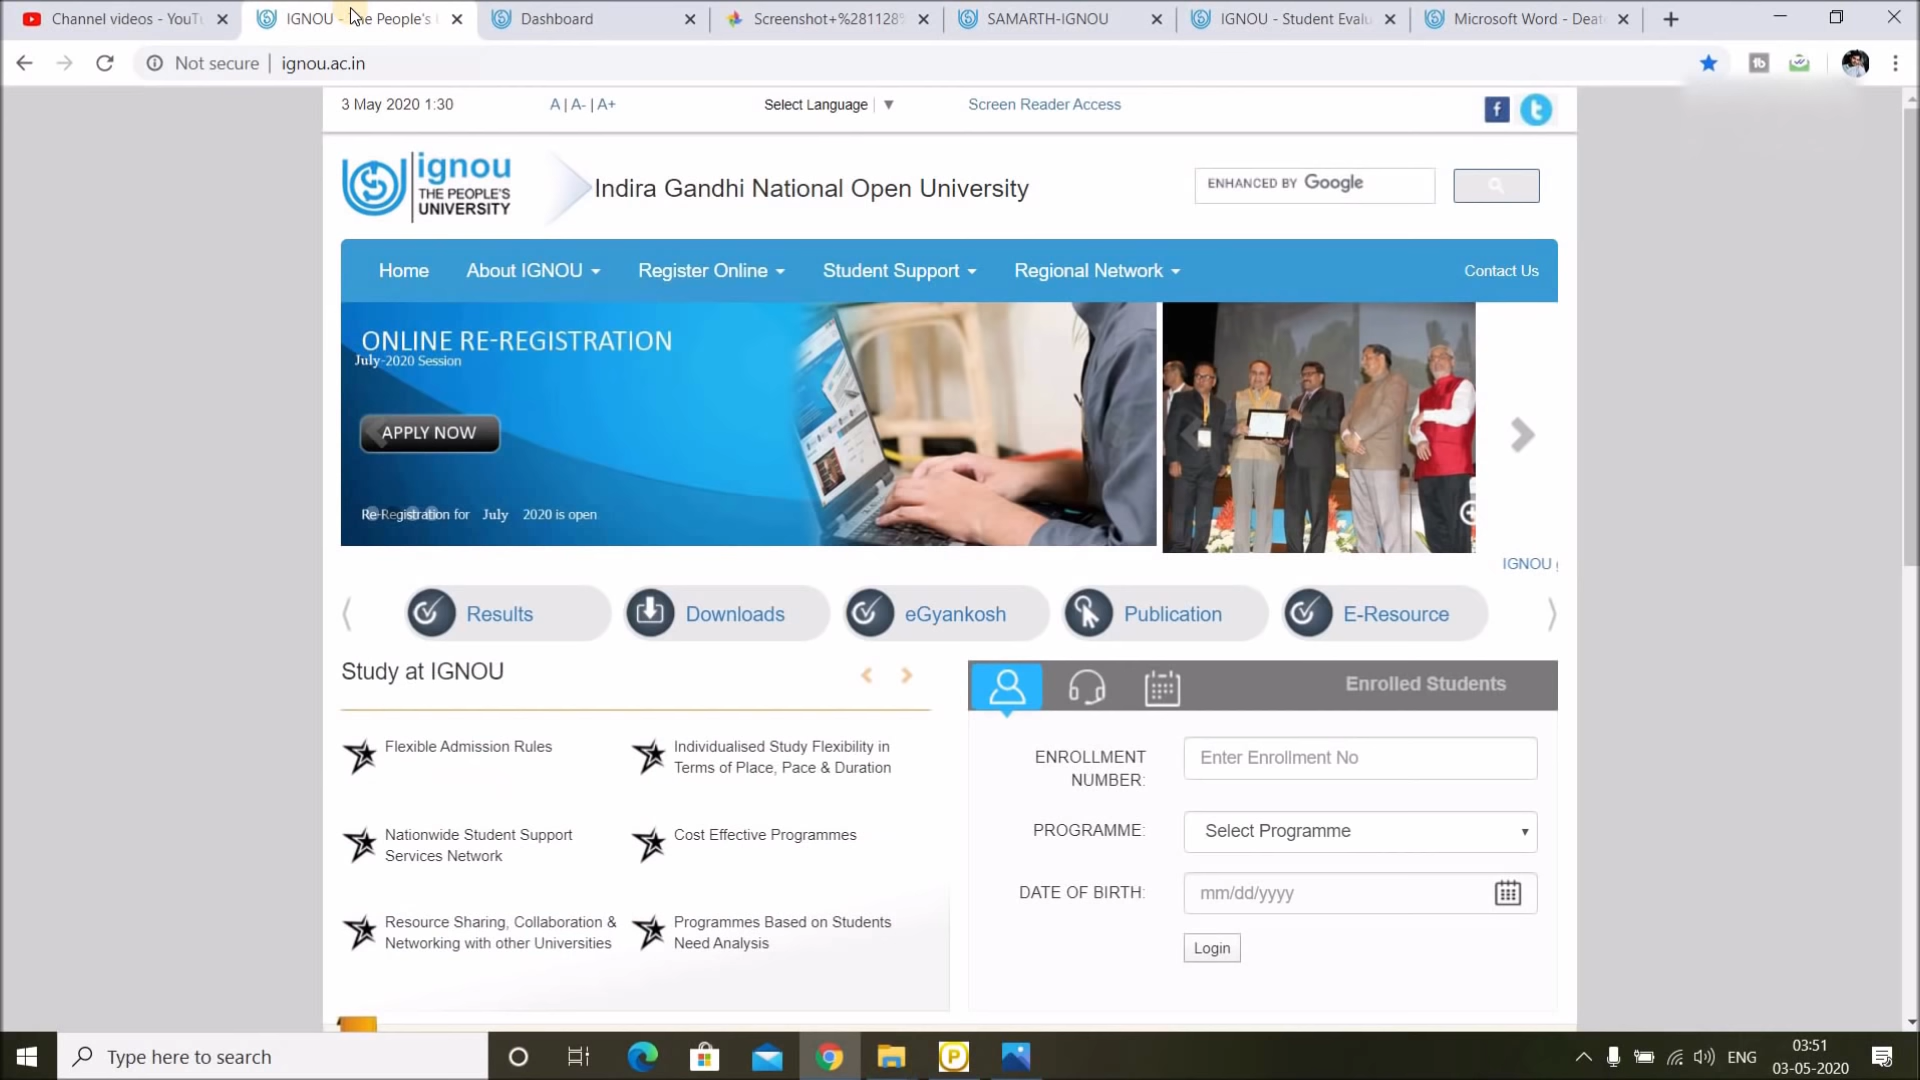 Channel videos - YouTu
IGNOU - The People's
Dashboard
Screenshot+%281128%
SAMARTH-IGNOU
IGNOU - Student Evalu
Microsoft Word - Deat
Not secure | ignou.ac.in
3 May 2020 1:30
A | A- | A+
Select Language ▼
Screen Reader Access
ignou
THE PEOPLE'S
UNIVERSITY
Indira Gandhi National Open University
ENHANCED BY Google
Home
About IGNOU
Register Online
Student Support
Regional Network
Contact Us
ONLINE RE-REGISTRATION
July-2020 Session
APPLY NOW
Re-Registration for July 2020 is open
IGNOU
Results
Downloads
eGyankosh
Publication
E-Resource
Study at IGNOU
Flexible Admission Rules
Individualised Study Flexibility in
Terms of Place, Pace & Duration
Nationwide Student Support
Services Network
Cost Effective Programmes
Resource Sharing, Collaboration &
Networking with other Universities
Programmes Based on Students
Need Analysis
Enrolled Students
ENROLLMENT
NUMBER:
Enter Enrollment No
PROGRAMME:
Select Programme
DATE OF BIRTH:
mm/dd/yyyy
Login
Type here to search
ENG
03:51
03-05-2020